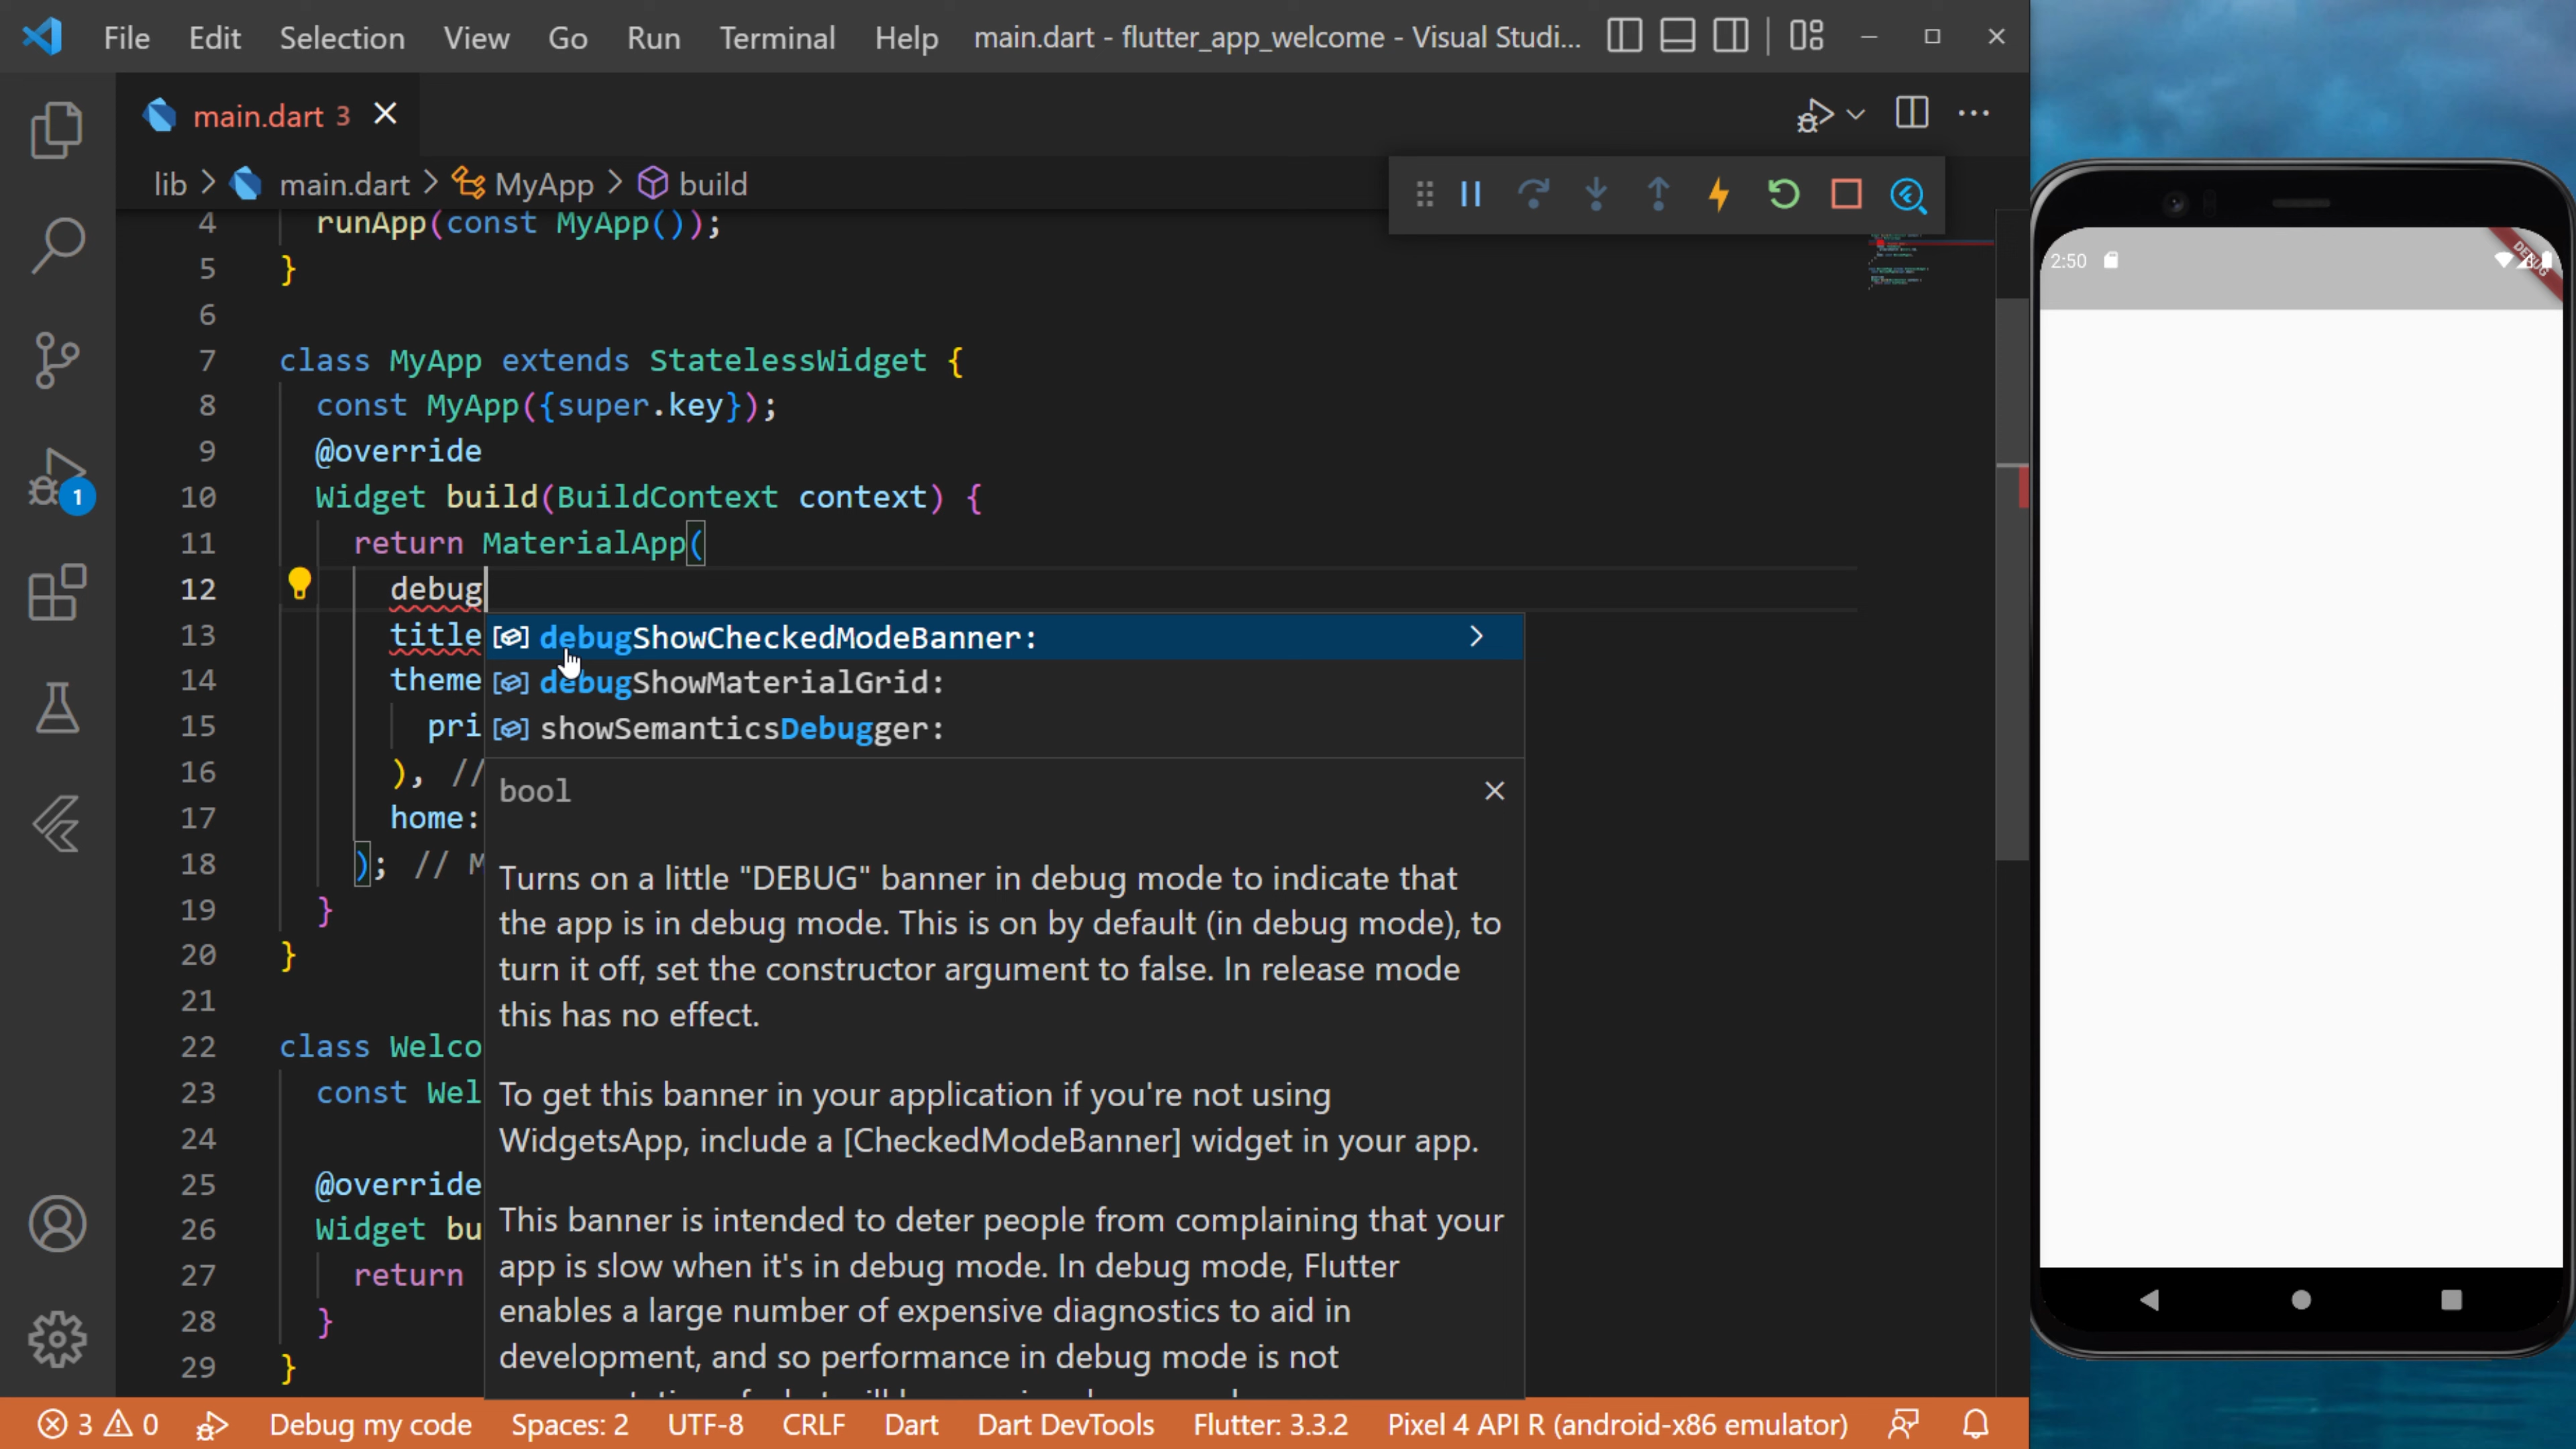 File Edit Selection View Go Run Terminal Help main.dart - flutter_app_welcome - Visual Studi...
main.dart 3
lib > main.dart > MyApp > build
4 runApp(const MyApp());
5 }
6
7 class MyApp extends StatelessWidget {
8 const MyApp({super.key});
9 @override
10 Widget build(BuildContext context) {
11 return MaterialApp(
12 debug
13 title
14 theme
15 pri
16 ), //
17 home:
18 ); // M
19 }
20 }
21
22 class Welco
23 const Wel
24
25 @override
26 Widget bu
27 return
28 }
29 }
debugShowCheckedModeBanner:
debugShowMaterialGrid:
showSemanticsDebugger:
bool
Turns on a little "DEBUG" banner in debug mode to indicate that
the app is in debug mode. This is on by default (in debug mode), to
turn it off, set the constructor argument to false. In release mode
this has no effect.
To get this banner in your application if you're not using
WidgetsApp, include a [CheckedModeBanner] widget in your app.
This banner is intended to deter people from complaining that your
app is slow when it's in debug mode. In debug mode, Flutter
enables a large number of expensive diagnostics to aid in
development, and so performance in debug mode is not
1
3 0 Debug my code Spaces: 2 UTF-8 CRLF Dart Dart DevTools Flutter: 3.3.2 Pixel 4 API R (android-x86 emulator)
2:50
DEBUG